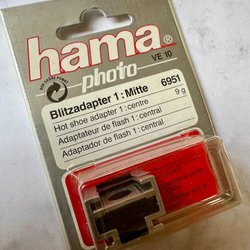 hama
photo
VE 10
Blitzadapter 1:Mitte 6951
Hot shoe adapter 1:centre 9 g
Adaptateur de flash 1:central
Adaptador de flash 1:central